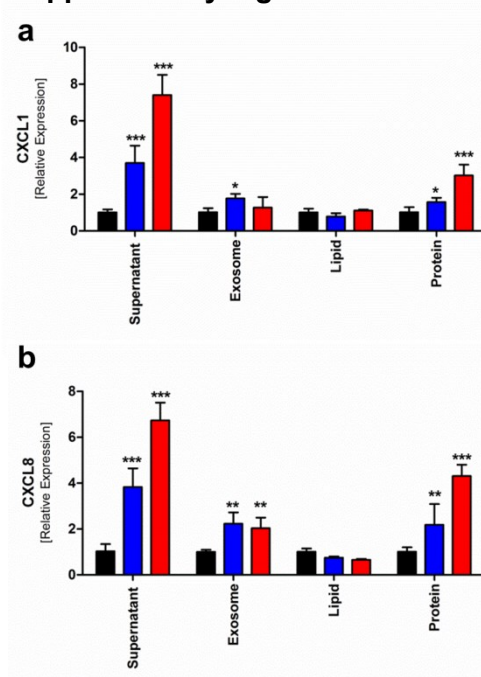 a
CXCL1
[Relative Expression]
10
8
6
4
2
0
***
***
*
*
***
Supernatant
Exosome
Lipid
Protein
b
CXCL8
[Relative Expression]
8
6
4
2
0
***
***
**
**
**
***
Supernatant
Exosome
Lipid
Protein